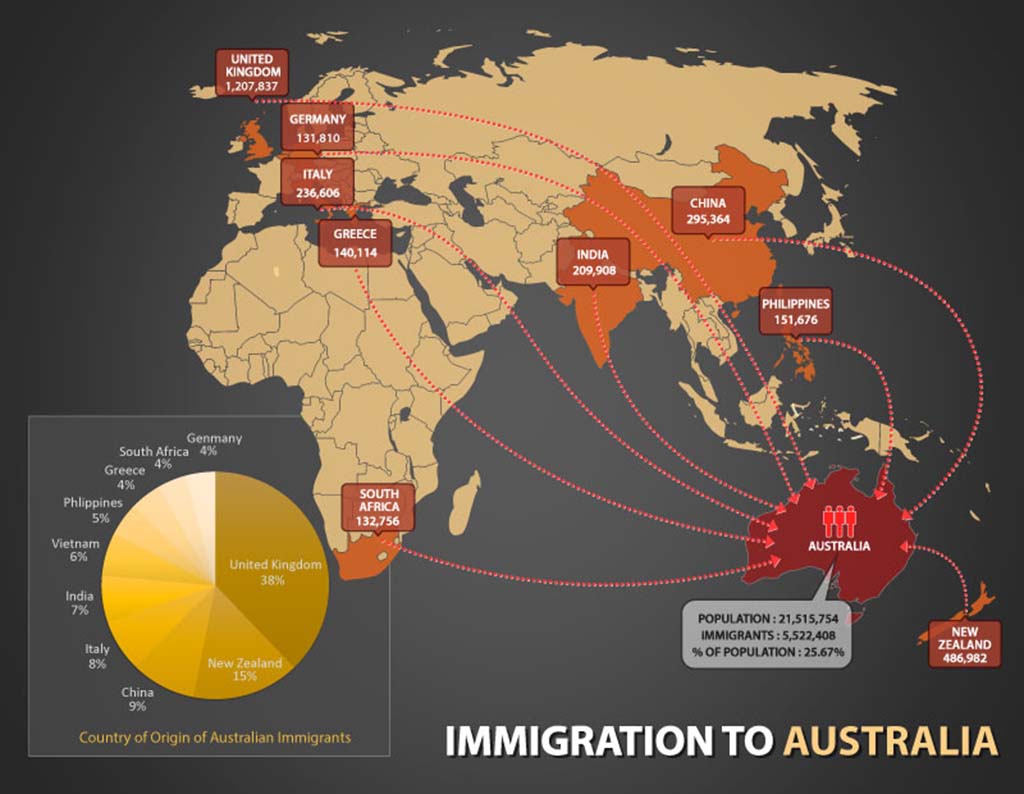 UNITED
KINGDOM
1,207,837
GERMANY
131,810
ITALY
236,606
GREECE
140,114
CHINA
295,364
INDIA
209,908
PHILIPPINES
151,676
SOUTH
AFRICA
132,756
AUSTRALIA
POPULATION : 21,515,754
IMMIGRANTS : 5,522,408
% OF POPULATION : 25.67%
NEW
ZEALAND
486,982
Germany
4%
South Africa
4%
Greece
4%
Phlippines
5%
Vietnam
6%
United Kingdom
38%
India
7%
Italy
8%
New Zealand
15%
China
9%
Country of Origin of Australian Immigrants
IMMIGRATION TO AUSTRALIA